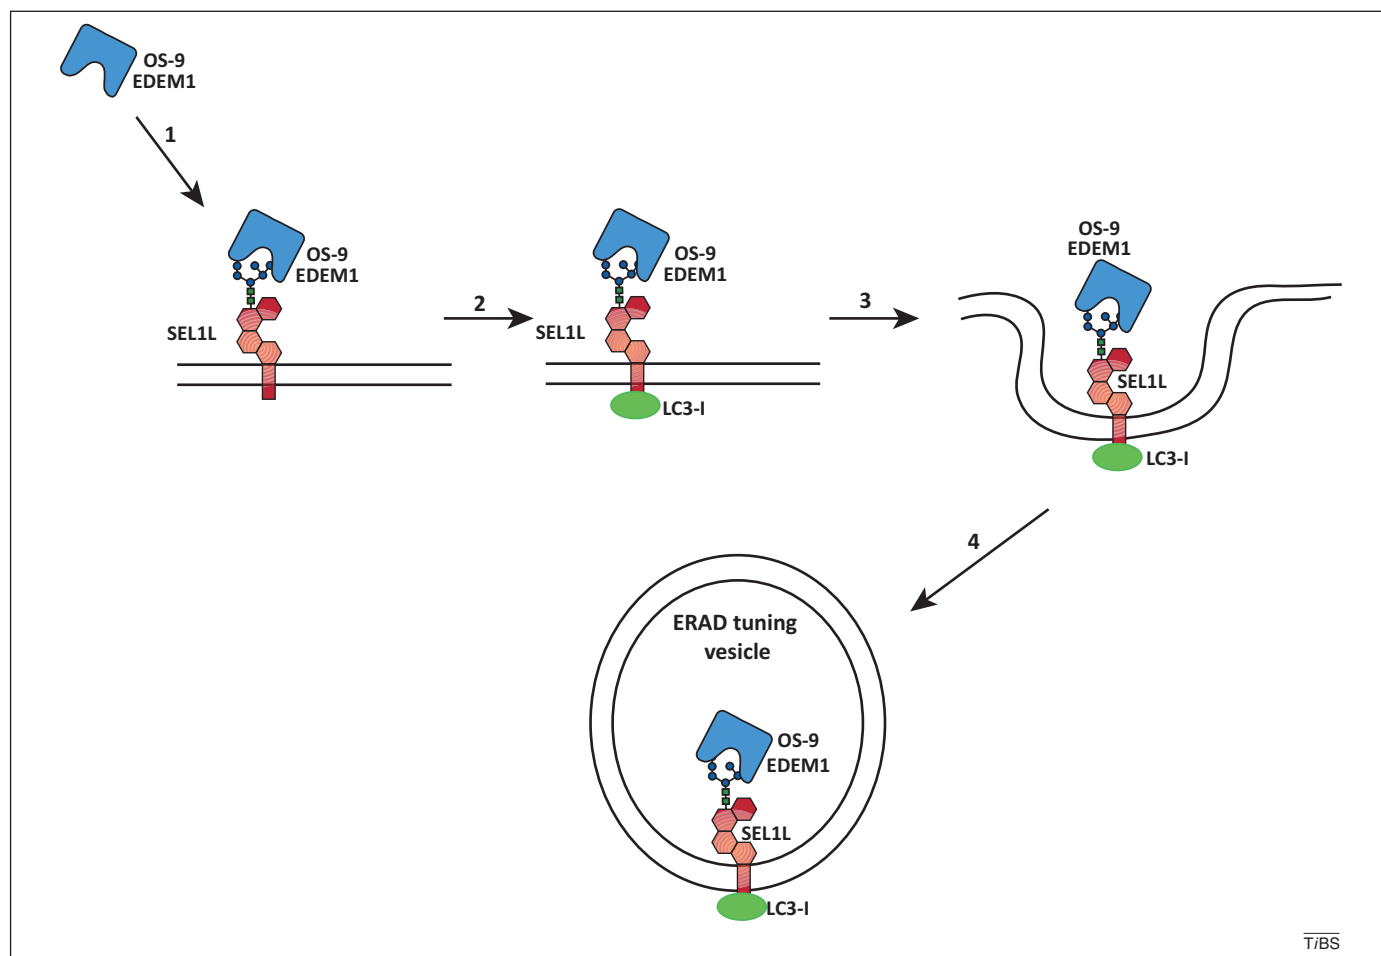 OS-9
EDEM1
1
OS-9
EDEM1
SEL1L
2
OS-9
EDEM1
SEL1L
LC3-I
3
OS-9
EDEM1
SEL1L
LC3-I
4
ERAD tuning
vesicle
OS-9
EDEM1
SEL1L
LC3-I
TiBS